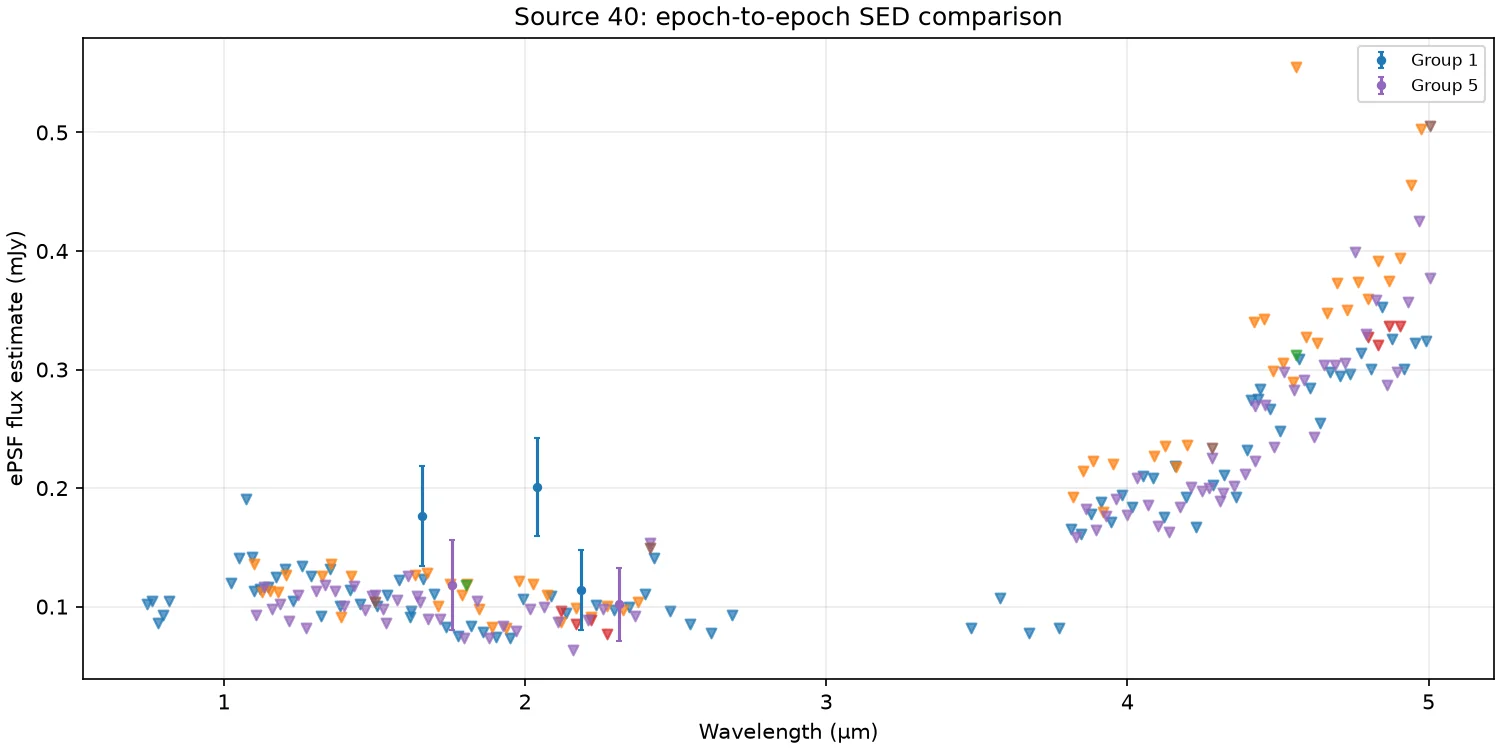 Source 40: epoch-to-epoch SED comparison
Group 1
Group 5
ePSF flux estimate (mJy)
0.5
0.4
0.3
0.2
0.1
1 2 3 4 5
Wavelength (µm)